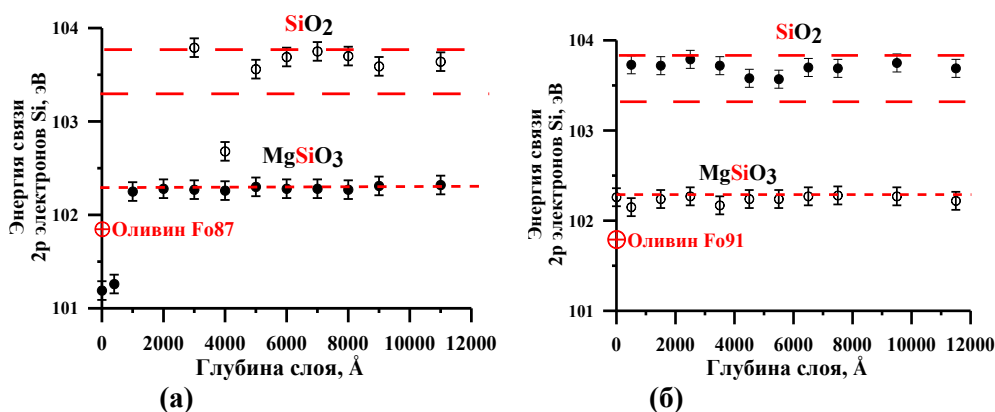 Энергия связи
2р электронов Si, эВ
104
103
102
101
SiO2
MgSiO3
Оливин Fo87
0
2000
4000
6000
8000
10000
12000
Глубина слоя, Å
(а)
Энергия связи
2р электронов Si, эВ
104
103
102
101
SiO2
MgSiO3
Оливин Fo91
0
2000
4000
6000
8000
10000
12000
Глубина слоя, Å
(б)